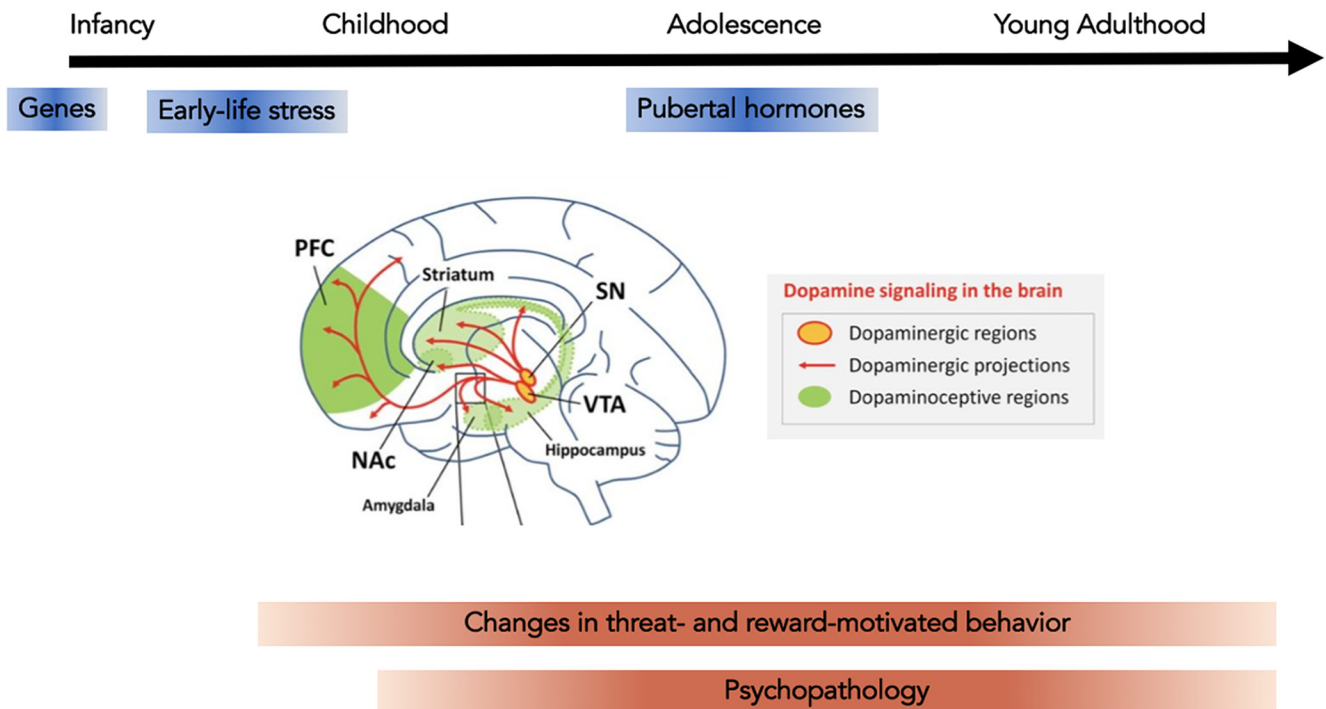 Infancy
Childhood
Adolescence
Young Adulthood
Genes
Early-life stress
Pubertal hormones
PFC
Striatum
SN
VTA
Hippocampus
NAc
Amygdala
Dopamine signaling in the brain
Dopaminergic regions
Dopaminergic projections
Dopaminoceptive regions
Changes in threat- and reward-motivated behavior
Psychopathology